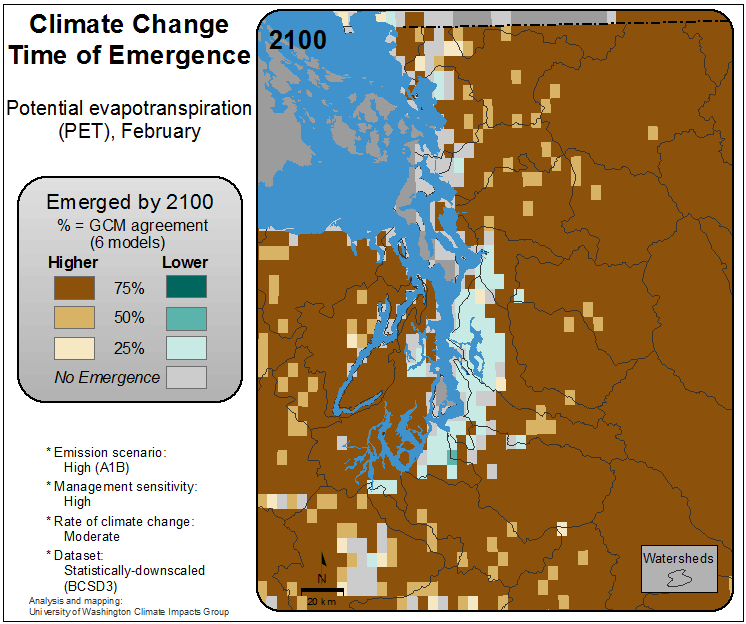 Climate Change
Time of Emergence
Potential evapotranspiration
(PET), February
Emerged by 2100
% = GCM agreement
(6 models)
Higher Lower
75%
50%
25%
No Emergence
* Emission scenario:
High (A1B)
* Management sensitivity:
High
* Rate of climate change:
Moderate
* Dataset:
Statistically-downscaled
(BCSD3)
Analysis and mapping:
University of Washington Climate Impacts Group
2100
N
20 km
Watersheds